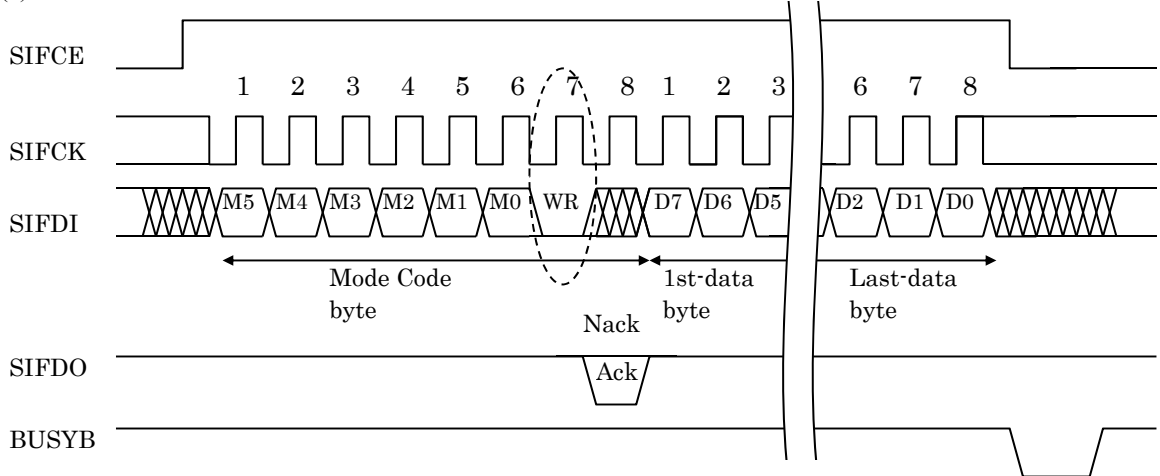 SIFCE
1 2 3 4 5 6 7 8 1 2 3 6 7 8
SIFCK
SIFDI M5 M4 M3 M2 M1 M0 WR D7 D6 D5 D2 D1 D0
Mode Code 1st-data Last-data
byte byte byte
Nack
SIFDO Ack
BUSYB